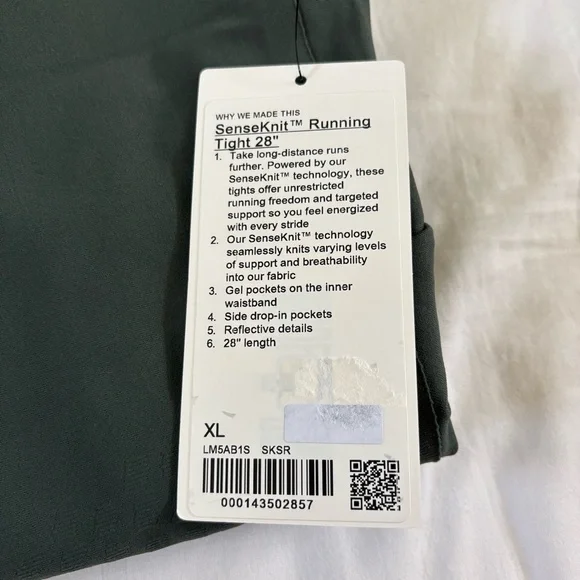 WHY WE MADE THIS
SenseKnit™ Running
Tight 28"
1. Take long-distance runs
further. Powered by our
SenseKnit™ technology, these
tights offer unrestricted
running freedom and targeted
support so you feel energized
with every stride
2. Our SenseKnit™ technology
seamlessly knits varying levels
of support and breathability
into our fabric
3. Gel pockets on the inner
waistband
4. Side drop-in pockets
5. Reflective details
6. 28" length
XL
LM5AB1S SKSR
000143502857